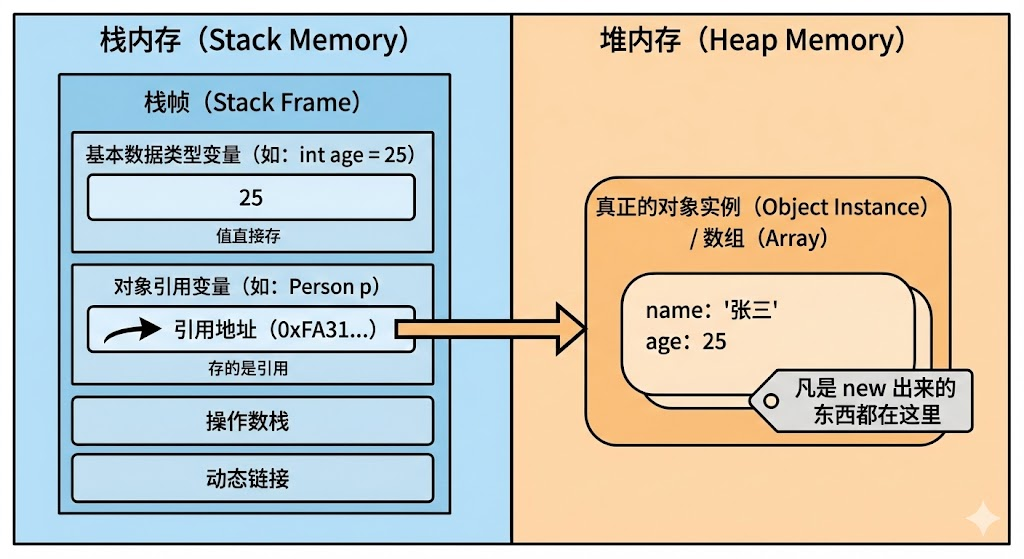 栈内存（Stack Memory）
栈帧（Stack Frame）
基本数据类型变量（如：int age = 25）
25
值直接存
对象引用变量（如：Person p）
引用地址（0xFA31...）
存的是引用
操作数栈
动态链接
堆内存（Heap Memory）
真正的对象实例（Object Instance）
/ 数组（Array）
name：'张三'
age：25
凡是 new 出来的
东西都在这里